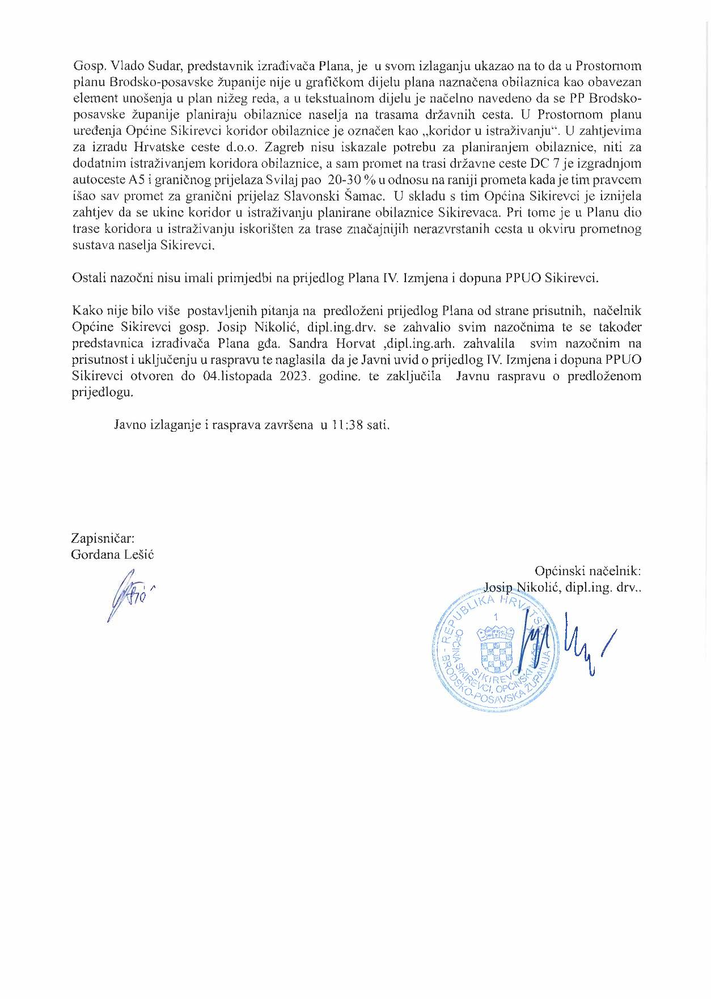 Gosp. Vlado Sudar, predstavnik izrađivača Plana, je u svom izlaganju ukazao na to da u Prostornom
planu Brodsko-posavske županije nije u grafičkom dijelu plana naznačena obilaznica kao obavezan
element unošenja u plan nižeg reda, a u tekstualnom dijelu je načelno navedeno da se PP Brodsko-
posavske županije planiraju obilaznice naselja na trasama državnih cesta. U Prostornom planu
uređenja Općine Sikirevci koridor obilaznice je označen kao „koridor u istraživanju“. U zahtjevima
za izradu Hrvatske ceste d.o.o. Zagreb nisu iskazale potrebu za planiranjem obilaznice, niti za
dodatnim istraživanjem koridora obilaznice, a sam promet na trasi državne ceste DC 7 je izgradnjom
autoceste A5 i graničnog prijelaza Svilaj pao 20-30 % u odnosu na raniji prometa kada je tim pravcem
išao sav promet za granični prijelaz Slavonski Šamac. U skladu s tim Općina Sikirevci je iznijela
zahtjev da se ukine koridor u istraživanju planirane obilaznice Sikirevaca. Pri tome je u Planu dio
trase koridora u istraživanju iskorišten za trase značajnijih nerazvrstanih cesta u okviru prometnog
sustava naselja Sikirevci.
Ostali nazočni nisu imali primjedbi na prijedlog Plana IV. Izmjena i dopuna PPUO Sikirevci.
Kako nije bilo više postavljenih pitanja na predloženi prijedlog Plana od strane prisutnih, načelnik
Općine Sikirevci gosp. Josip Nikolić, dipl.ing.drv. se zahvalio svim nazočnima te se također
predstavnica izrađivača Plana gđa. Sandra Horvat ,dipl.ing.arh. zahvalila svim nazočnim na
prisutnost i uključenju u raspravu te naglasila da je Javni uvid o prijedlog IV. Izmjena i dopuna PPUO
Sikirevci otvoren do 04.listopada 2023. godine. te zaključila Javnu raspravu o predloženom
prijedlogu.
Javno izlaganje i rasprava završena u 11:38 sati.
Zapisničar:
Gordana Lešić
Općinski načelnik:
Josip Nikolić, dipl.ing. drv..
REPUBLIKA HRVATSKA
BRODSKO-POSAVSKA ŽUPANIJA
1
OPĆINA SIKIREVCI, OPĆINSKI
SIKIREVCI